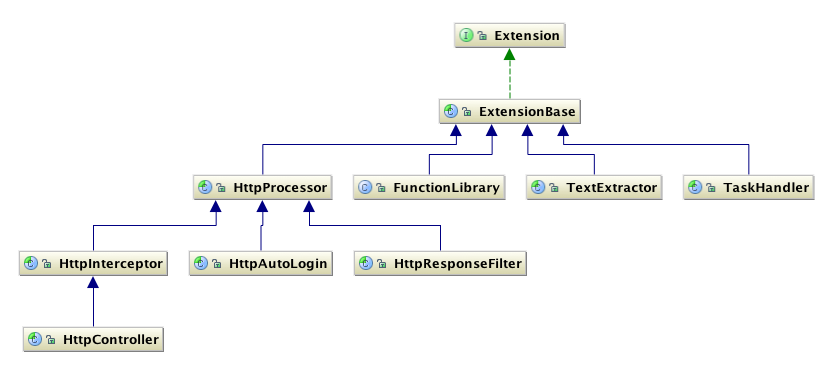 Extension
ExtensionBase
HttpProcessor
FunctionLibrary
TextExtractor
TaskHandler
HttpInterceptor
HttpAutoLogin
HttpResponseFilter
HttpController